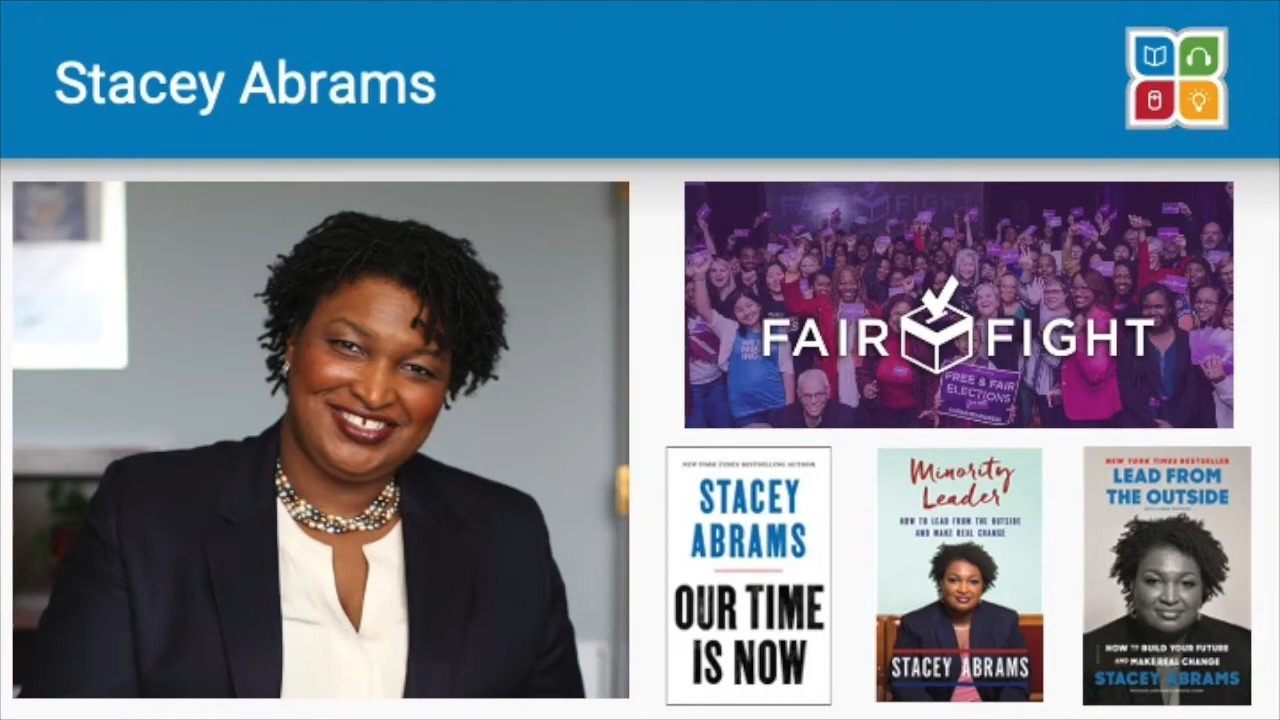 Stacey Abrams
FAIR FIGHT
FREE & FAIR
ELECTIONS
NEW YORK TIMES BESTSELLING AUTHOR
STACEY
ABRAMS
OUR TIME
IS NOW
Minority
Leader
HOW TO LEAD FROM THE OUTSIDE
AND MAKE REAL CHANGE
STACEY ABRAMS
NEW YORK TIMES BESTSELLER
LEAD FROM
THE OUTSIDE
HOW TO BUILD YOUR FUTURE
AND MAKE REAL CHANGE
STACEY ABRAMS